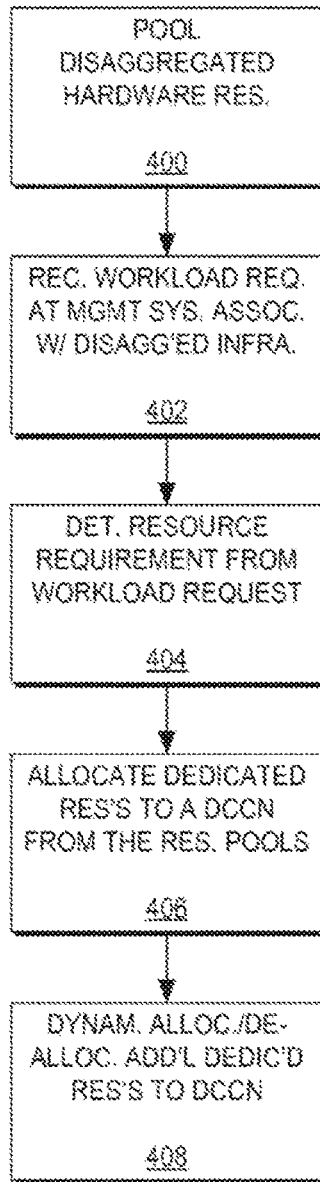 POOL
DISAGGREGATED
HARDWARE RES.
400
REC. WORKLOAD REQ.
AT MGMT SYS. ASSOC.
W/ DISAGG'ED INFRA.
402
DET. RESOURCE
REQUIREMENT FROM
WORKLOAD REQUEST
404
ALLOCATE DEDICATED
RES'S TO A DCCN
FROM THE RES. POOLS
406
DYNAM. ALLOC./DE-
ALLOC. ADD'L DEDIC'D
RES'S TO DCCN
408